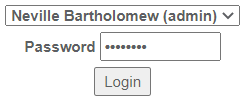 Neville Bartholomew (admin)
Password ••••••••
Login